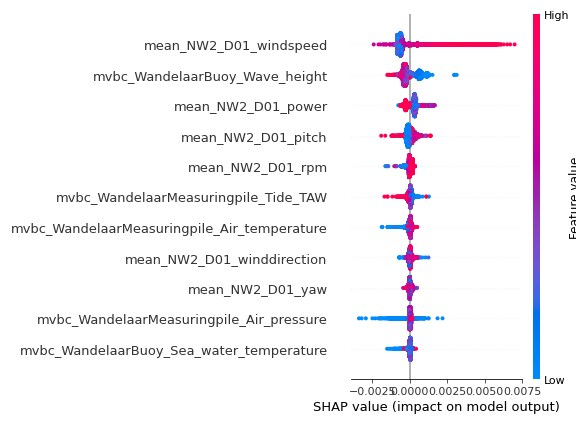 High
mean_NW2_D01_windspeed
mvbc_WandelaarBuoy_Wave_height
mean_NW2_D01_power
mean_NW2_D01_pitch
mean_NW2_D01_rpm
mvbc_WandelaarMeasuringpile_Tide_TAW
mvbc_WandelaarMeasuringpile_Air_temperature
mean_NW2_D01_winddirection
mean_NW2_D01_yaw
mvbc_WandelaarMeasuringpile_Air_pressure
mvbc_WandelaarBuoy_Sea_water_temperature
Feature value
Low
−0.0025 0.0000 0.0025 0.0050 0.0075
SHAP value (impact on model output)